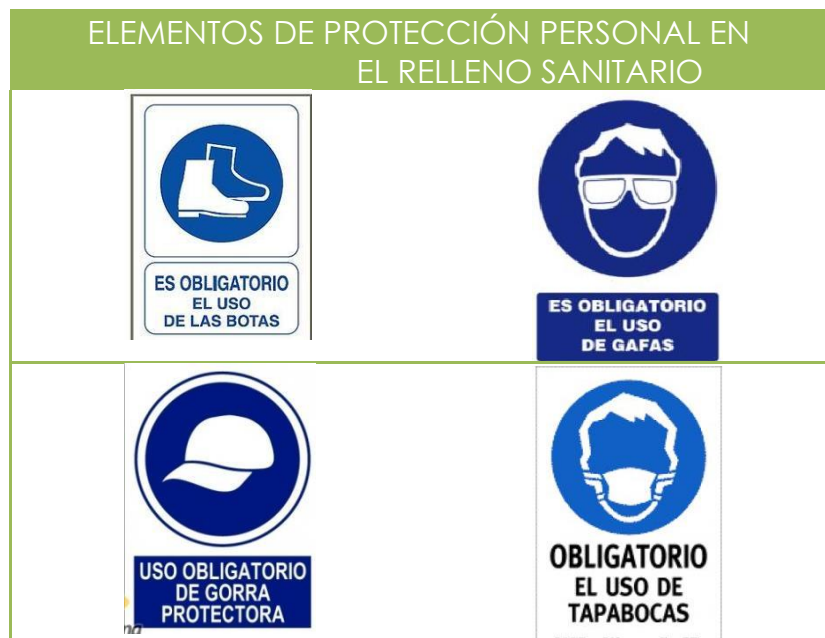 ELEMENTOS DE PROTECCIÓN PERSONAL EN
EL RELLENO SANITARIO
ES OBLIGATORIO
EL USO
DE LAS BOTAS
ES OBLIGATORIO
EL USO
DE GAFAS
USO OBLIGATORIO
DE GORRA
PROTECTORA
OBLIGATORIO
EL USO DE
TAPABOCAS